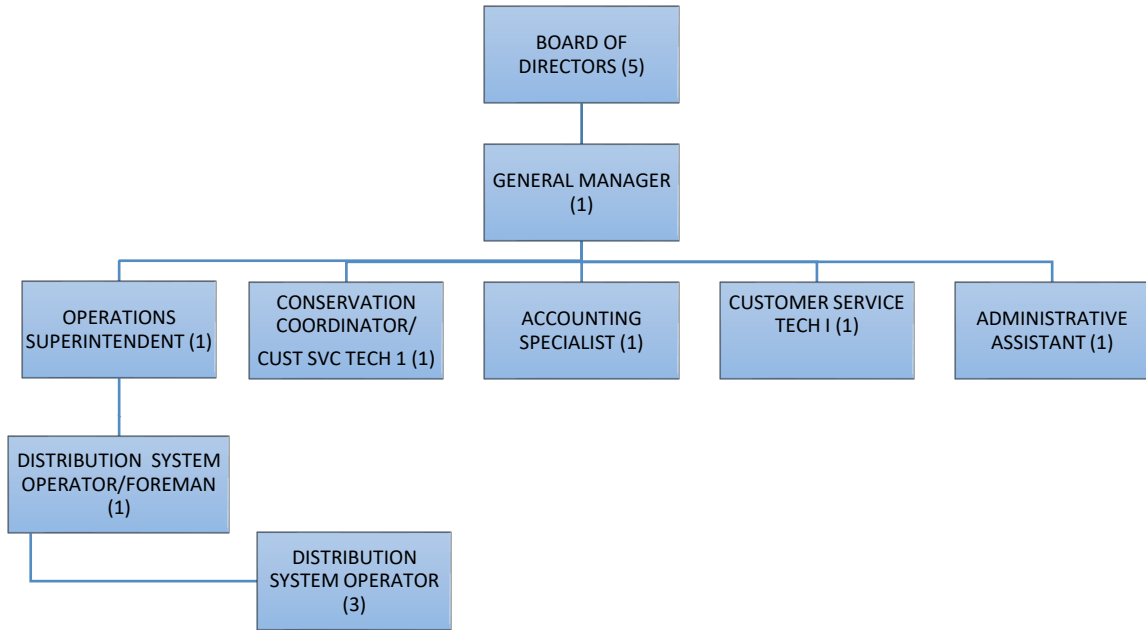 BOARD OF
DIRECTORS (5)
GENERAL MANAGER
(1)
OPERATIONS
SUPERINTENDENT (1)
CONSERVATION
COORDINATOR/
CUST SVC TECH 1 (1)
ACCOUNTING
SPECIALIST (1)
CUSTOMER SERVICE
TECH I (1)
ADMINISTRATIVE
ASSISTANT (1)
DISTRIBUTION SYSTEM
OPERATOR/FOREMAN
(1)
DISTRIBUTION
SYSTEM OPERATOR
(3)